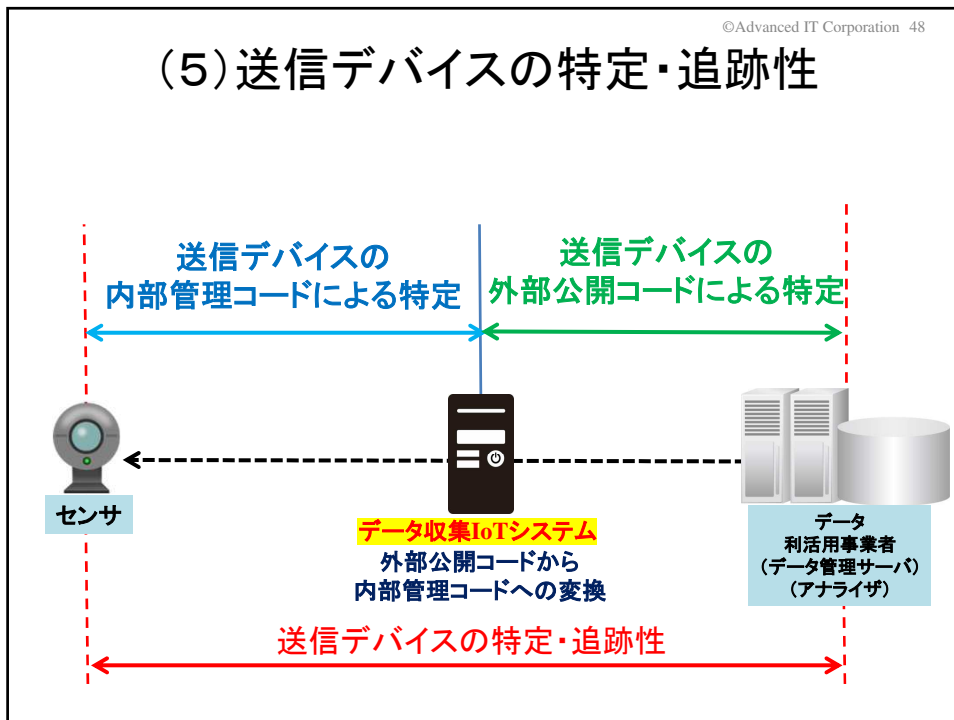 ©Advanced IT Corporation 48
（５）送信デバイスの特定・追跡性
送信デバイスの
内部管理コードによる特定
送信デバイスの
外部公開コードによる特定
センサ
データ収集IoTシステム
外部公開コードから
内部管理コードへの変換
データ
利活用事業者
（データ管理サーバ）
（アナライザ）
送信デバイスの特定・追跡性